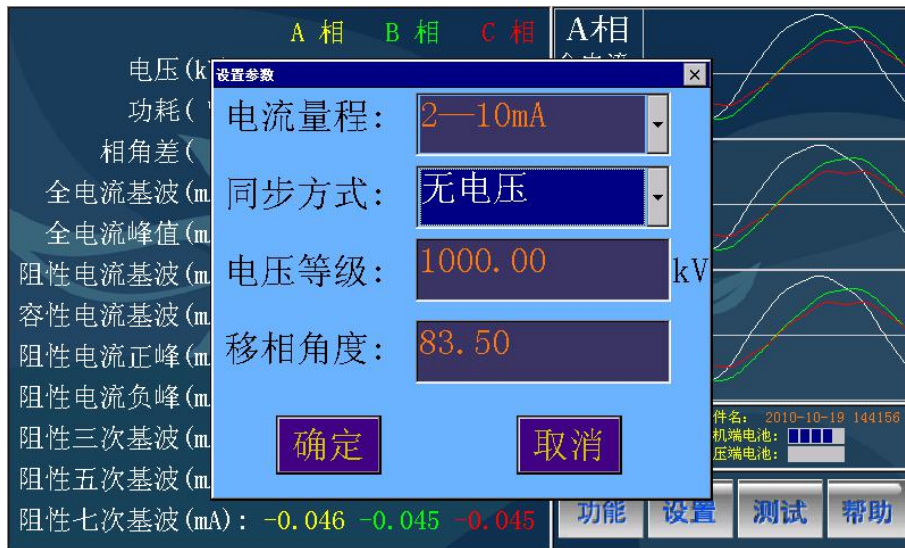 A 相 B 相 C 相
电压(k
功耗(
相角差(
全电流基波(m
全电流峰值(m
阻性电流基波(m
容性电流基波(m
阻性电流正峰(m
阻性电流负峰(m
阻性三次基波(m
阻性五次基波(m
阻性七次基波(mA): -0.046 -0.045 -0.045
设置参数
电流量程: 2—10mA
同步方式: 无电压
电压等级: 1000.00 kV
移相角度: 83.50
确定 取消
A相
件名: 2010-10-19 144156
机端电池:
压端电池:
功能 设置 测试 帮助